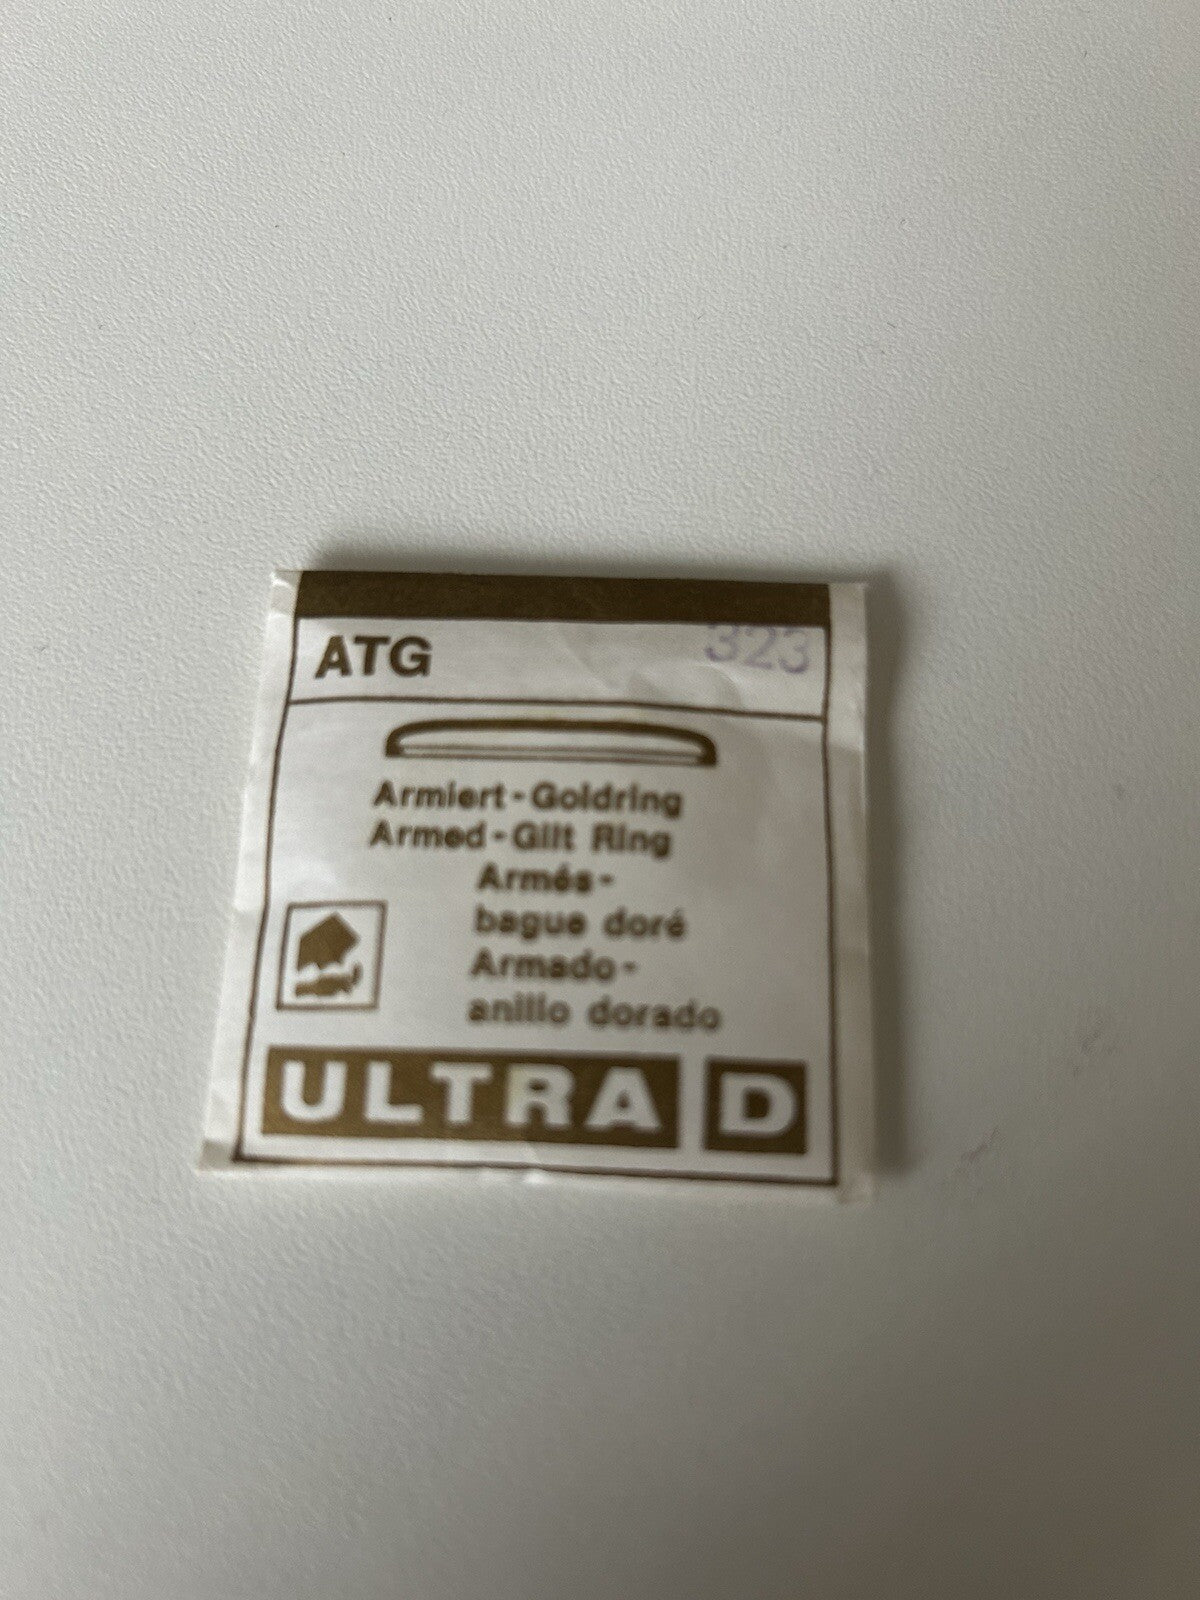 ATG 323
Armiert-Goldring
Armed-Gilt Ring
Armés-
bague doré
Armado-
anillo dorado
ULTRA D